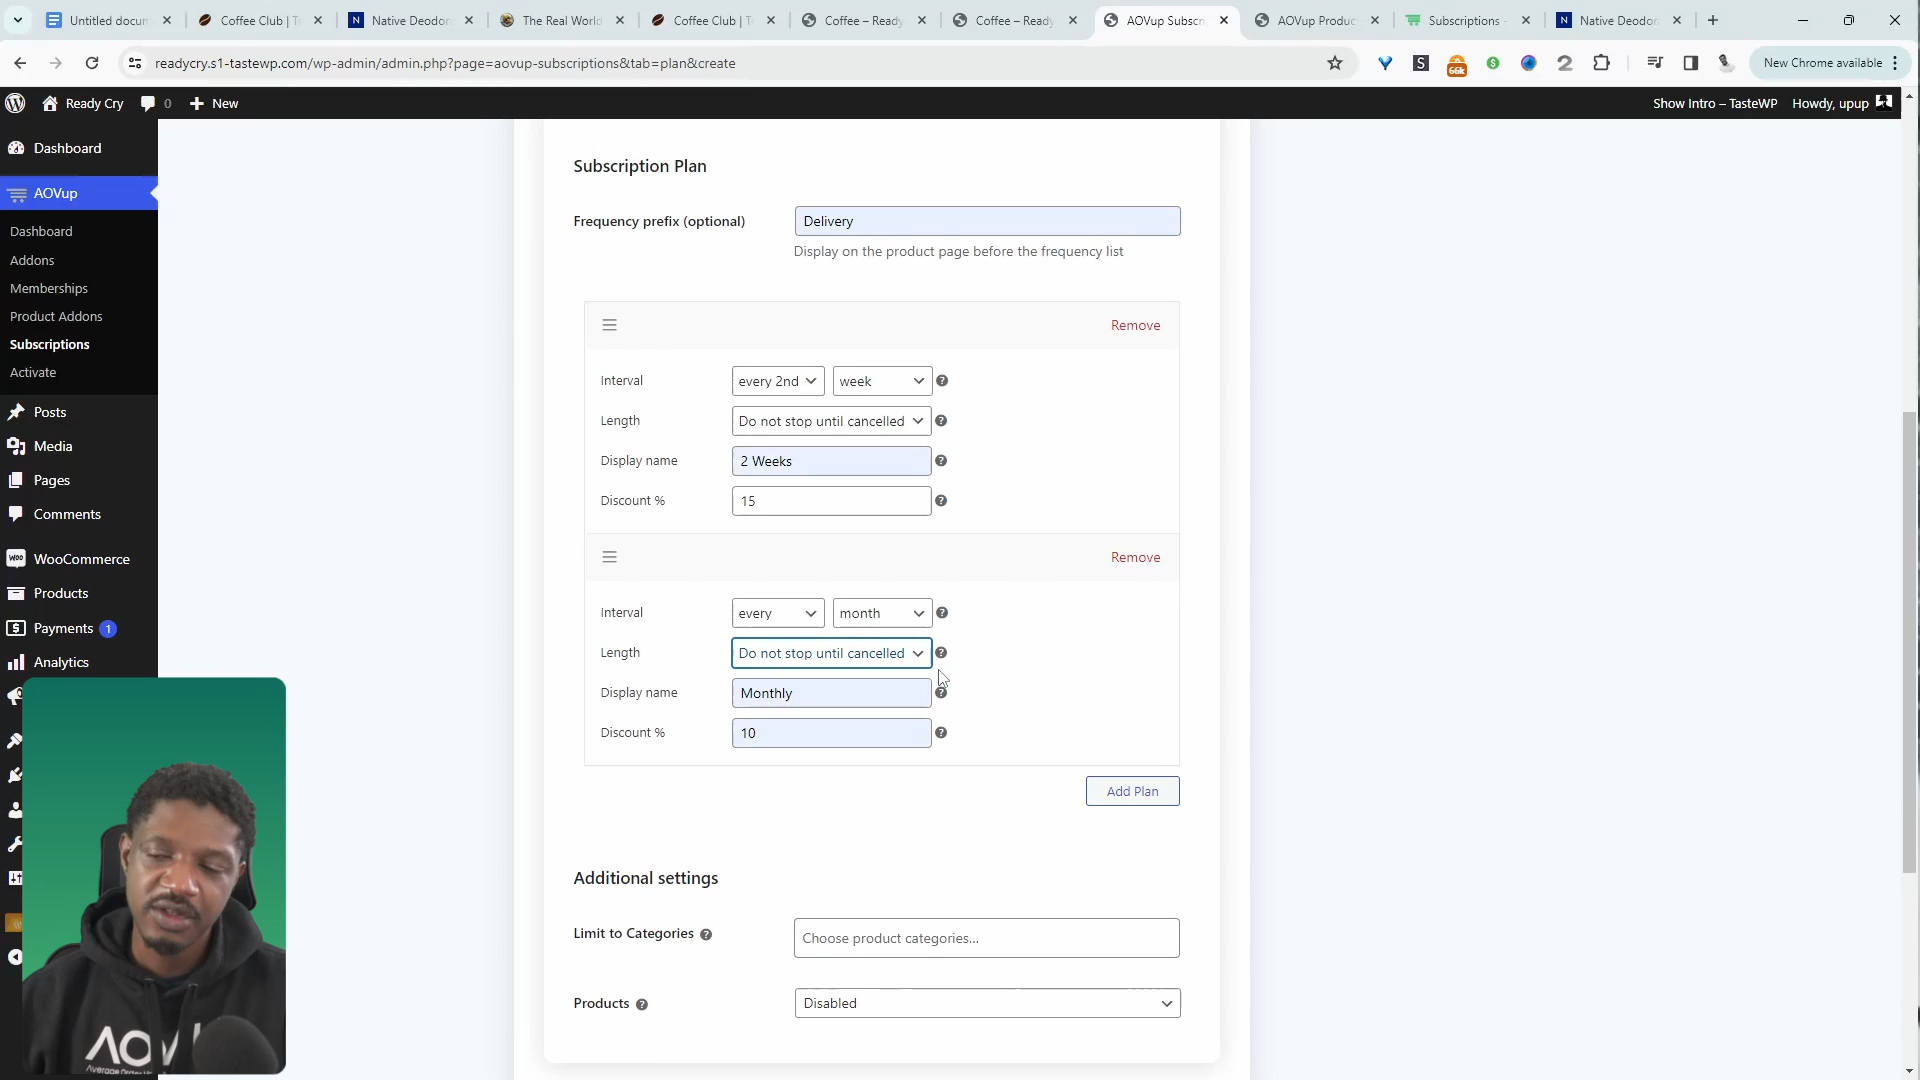 Untitled docum
Coffee Club | T
Native Deodor
The Real World
Coffee Club | T
Coffee – Ready
Coffee – Ready
AOVup Subscri
AOVup Product
Subscriptions -
Native Deodor
readycry.s1-tastewp.com/wp-admin/admin.php?page=aovup-subscriptions&tab=plan&create
66k
New Chrome available
Ready Cry
0
New
Show Intro – TasteWP
Howdy, upup
Dashboard
AOVup
Dashboard
Addons
Memberships
Product Addons
Subscriptions
Activate
Posts
Media
Pages
Comments
WooCommerce
Products
Payments 1
Analytics
Subscription Plan
Frequency prefix (optional)
Delivery
Display on the product page before the frequency list
Remove
Interval
every 2nd
week
Length
Do not stop until cancelled
Display name
2 Weeks
Discount %
15
Remove
Interval
every
month
Length
Do not stop until cancelled
Display name
Monthly
Discount %
10
Add Plan
Additional settings
Limit to Categories
Choose product categories...
Products
Disabled